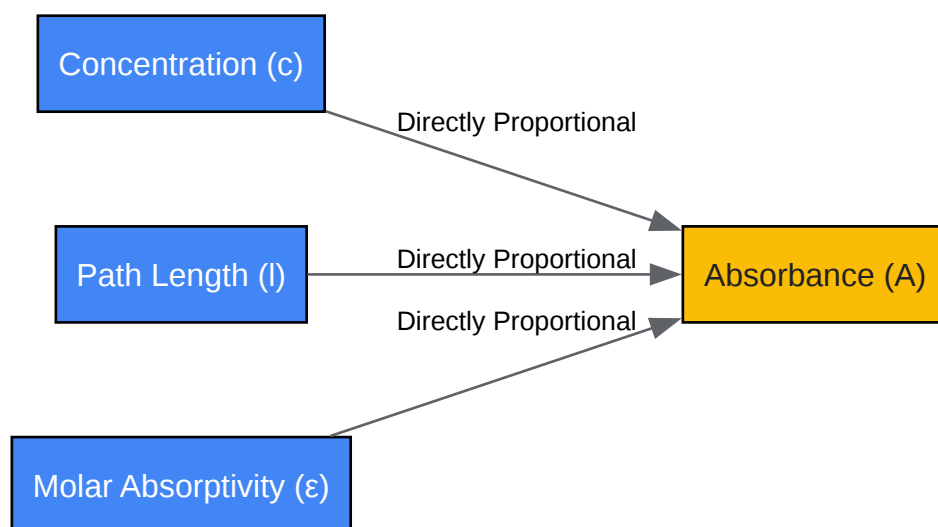 Concentration (c)
Directly Proportional
Path Length (l)
Directly Proportional
Absorbance (A)
Directly Proportional
Molar Absorptivity (ε)